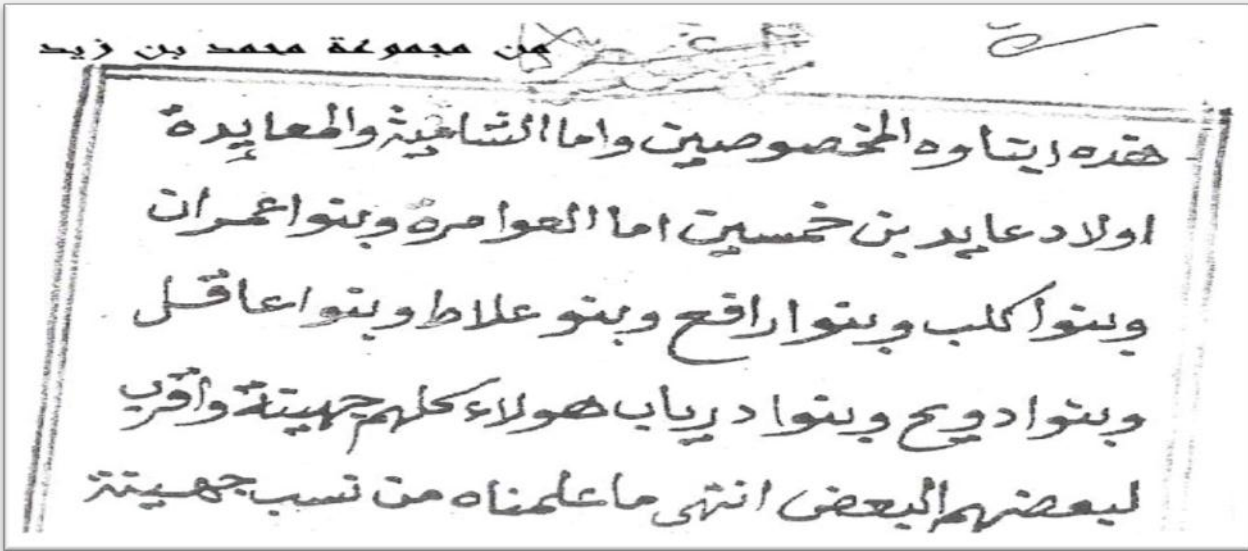 من مجموعة محمد بن زيد
هذه ابناوه المخصوصين واما الشاعية والمعايدة
اولاد عايد بن خمسين اما العوامرة وبنوا عمران
وبنوا كلب وبنوا رافع وبنو علاط وبنوا عاقل
وبنوا دويح وبنوا درياب هولاء كلهم جهينة واقرب
لبعضهم البعض انتهى ما علمناه من نسب جهينة